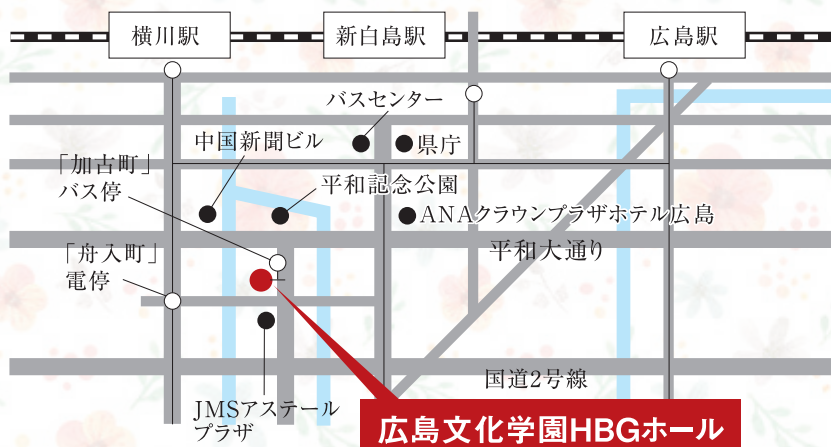 横川駅
新白島駅
広島駅
バスセンター
中国新聞ビル
県庁
「加古町」
バス停
平和記念公園
ANAクラウンプラザホテル広島
「舟入町」
電停
平和大通り
国道2号線
JMSアステール
プラザ
広島文化学園HBGホール